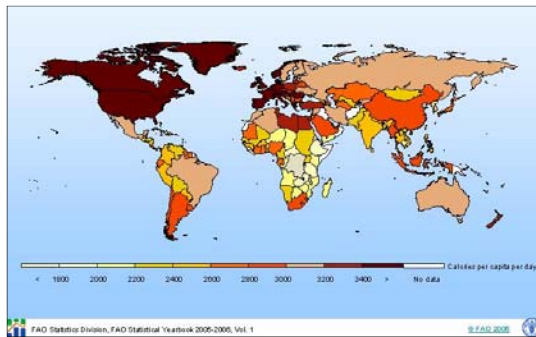 Calories per capita per day
< 1800 2000 2200 2400 2600 2800 3000 3200 3400 > No data
FAO Statistics Division, FAO Statistical Yearbook 2005-2006, Vol. 1
© FAO 2006